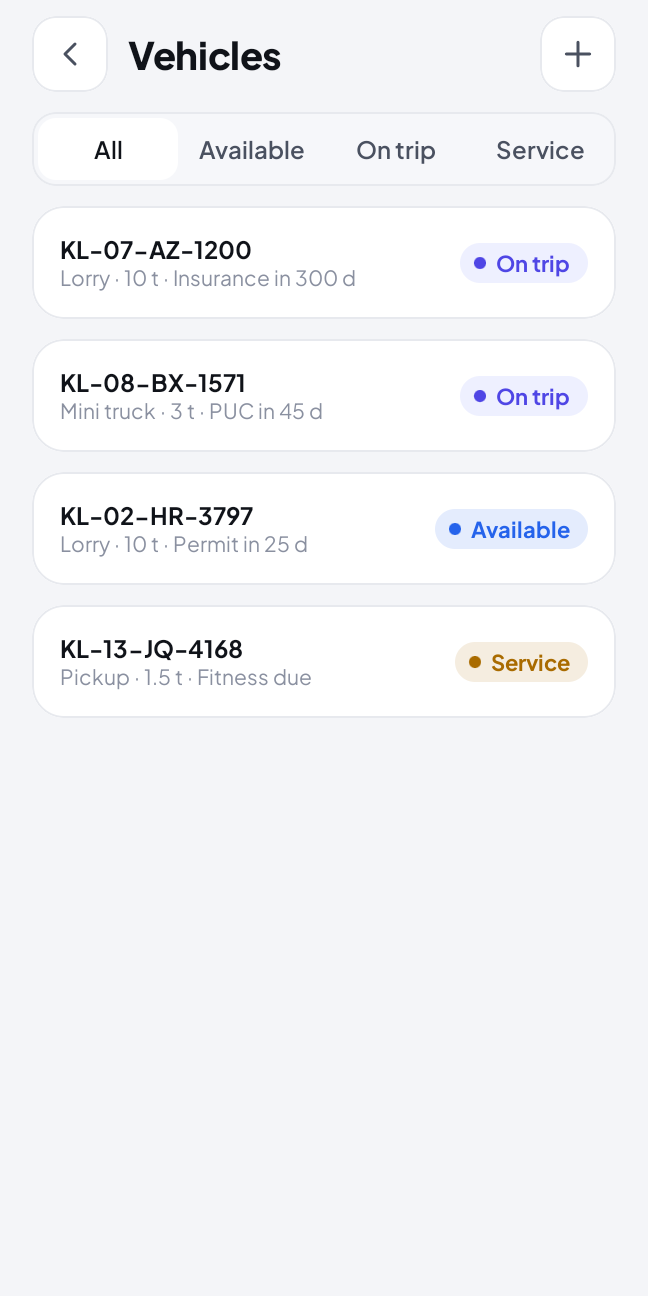 Vehicles
All Available On trip Service
KL-07-AZ-1200
Lorry · 10 t · Insurance in 300 d
On trip
KL-08-BX-1571
Mini truck · 3 t · PUC in 45 d
On trip
KL-02-HR-3797
Lorry · 10 t · Permit in 25 d
Available
KL-13-JQ-4168
Pickup · 1.5 t · Fitness due
Service